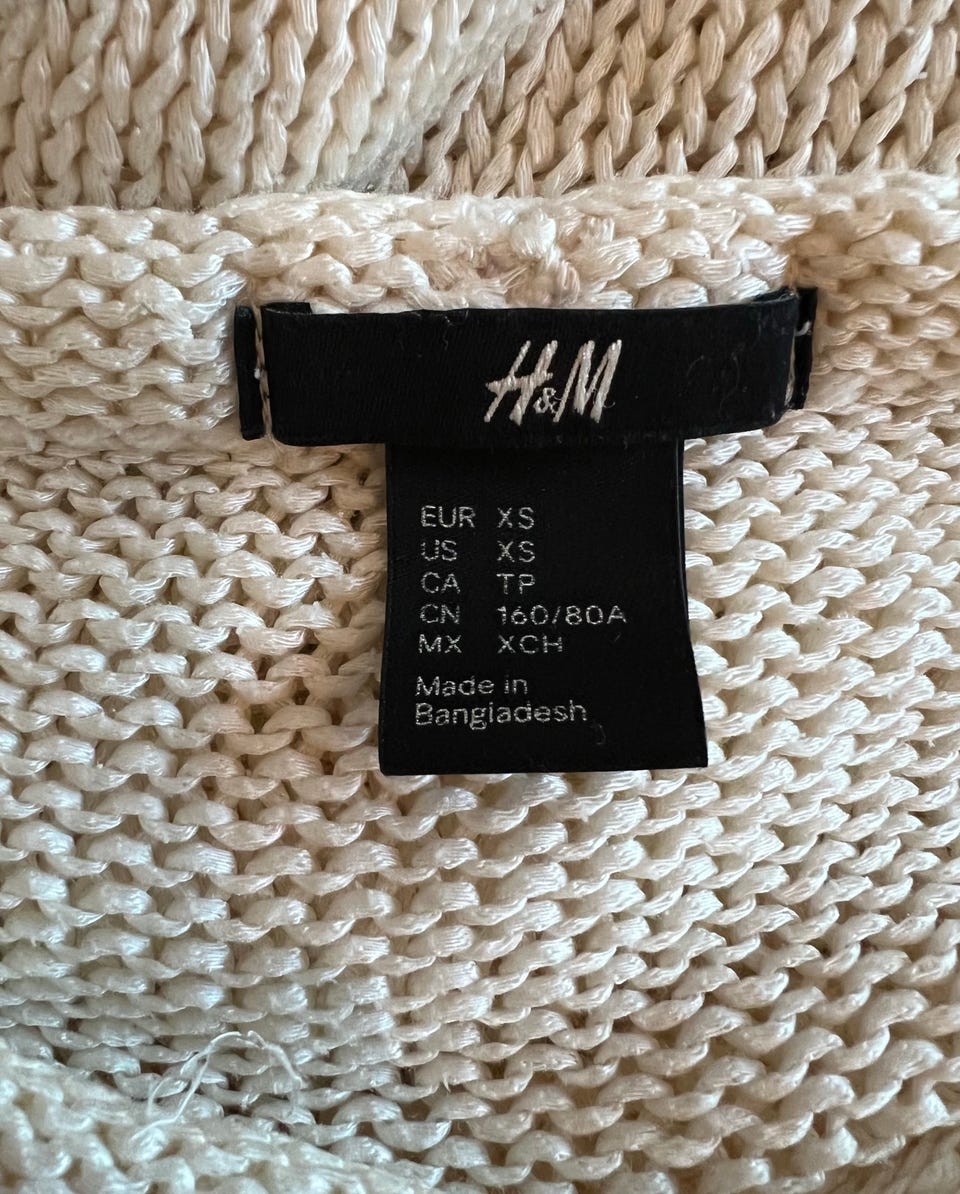 H&M
EUR XS
US XS
CA TP
CN 160/80A
MX XCH
Made in
Bangladesh